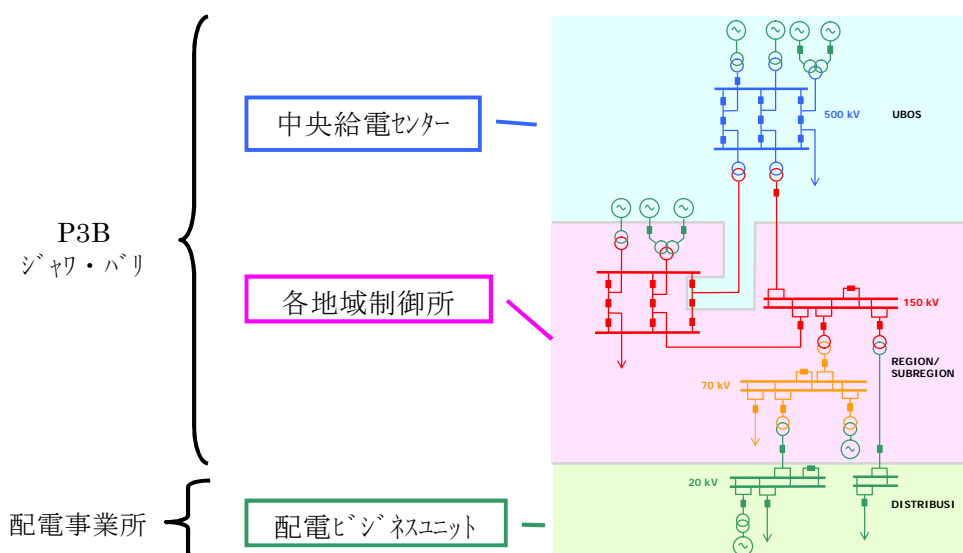 中央給電ｾﾝﾀー
500 kV
UBOS
P3B
ｼﾞｬﾜ・ﾊﾞﾘ
各地域制御所
150 kV
REGION/
SUBREGION
70 kV
20 kV
DISTRIBUSI
配電事業所
配電ﾋﾞｼﾞﾈｽﾕﾆｯﾄ